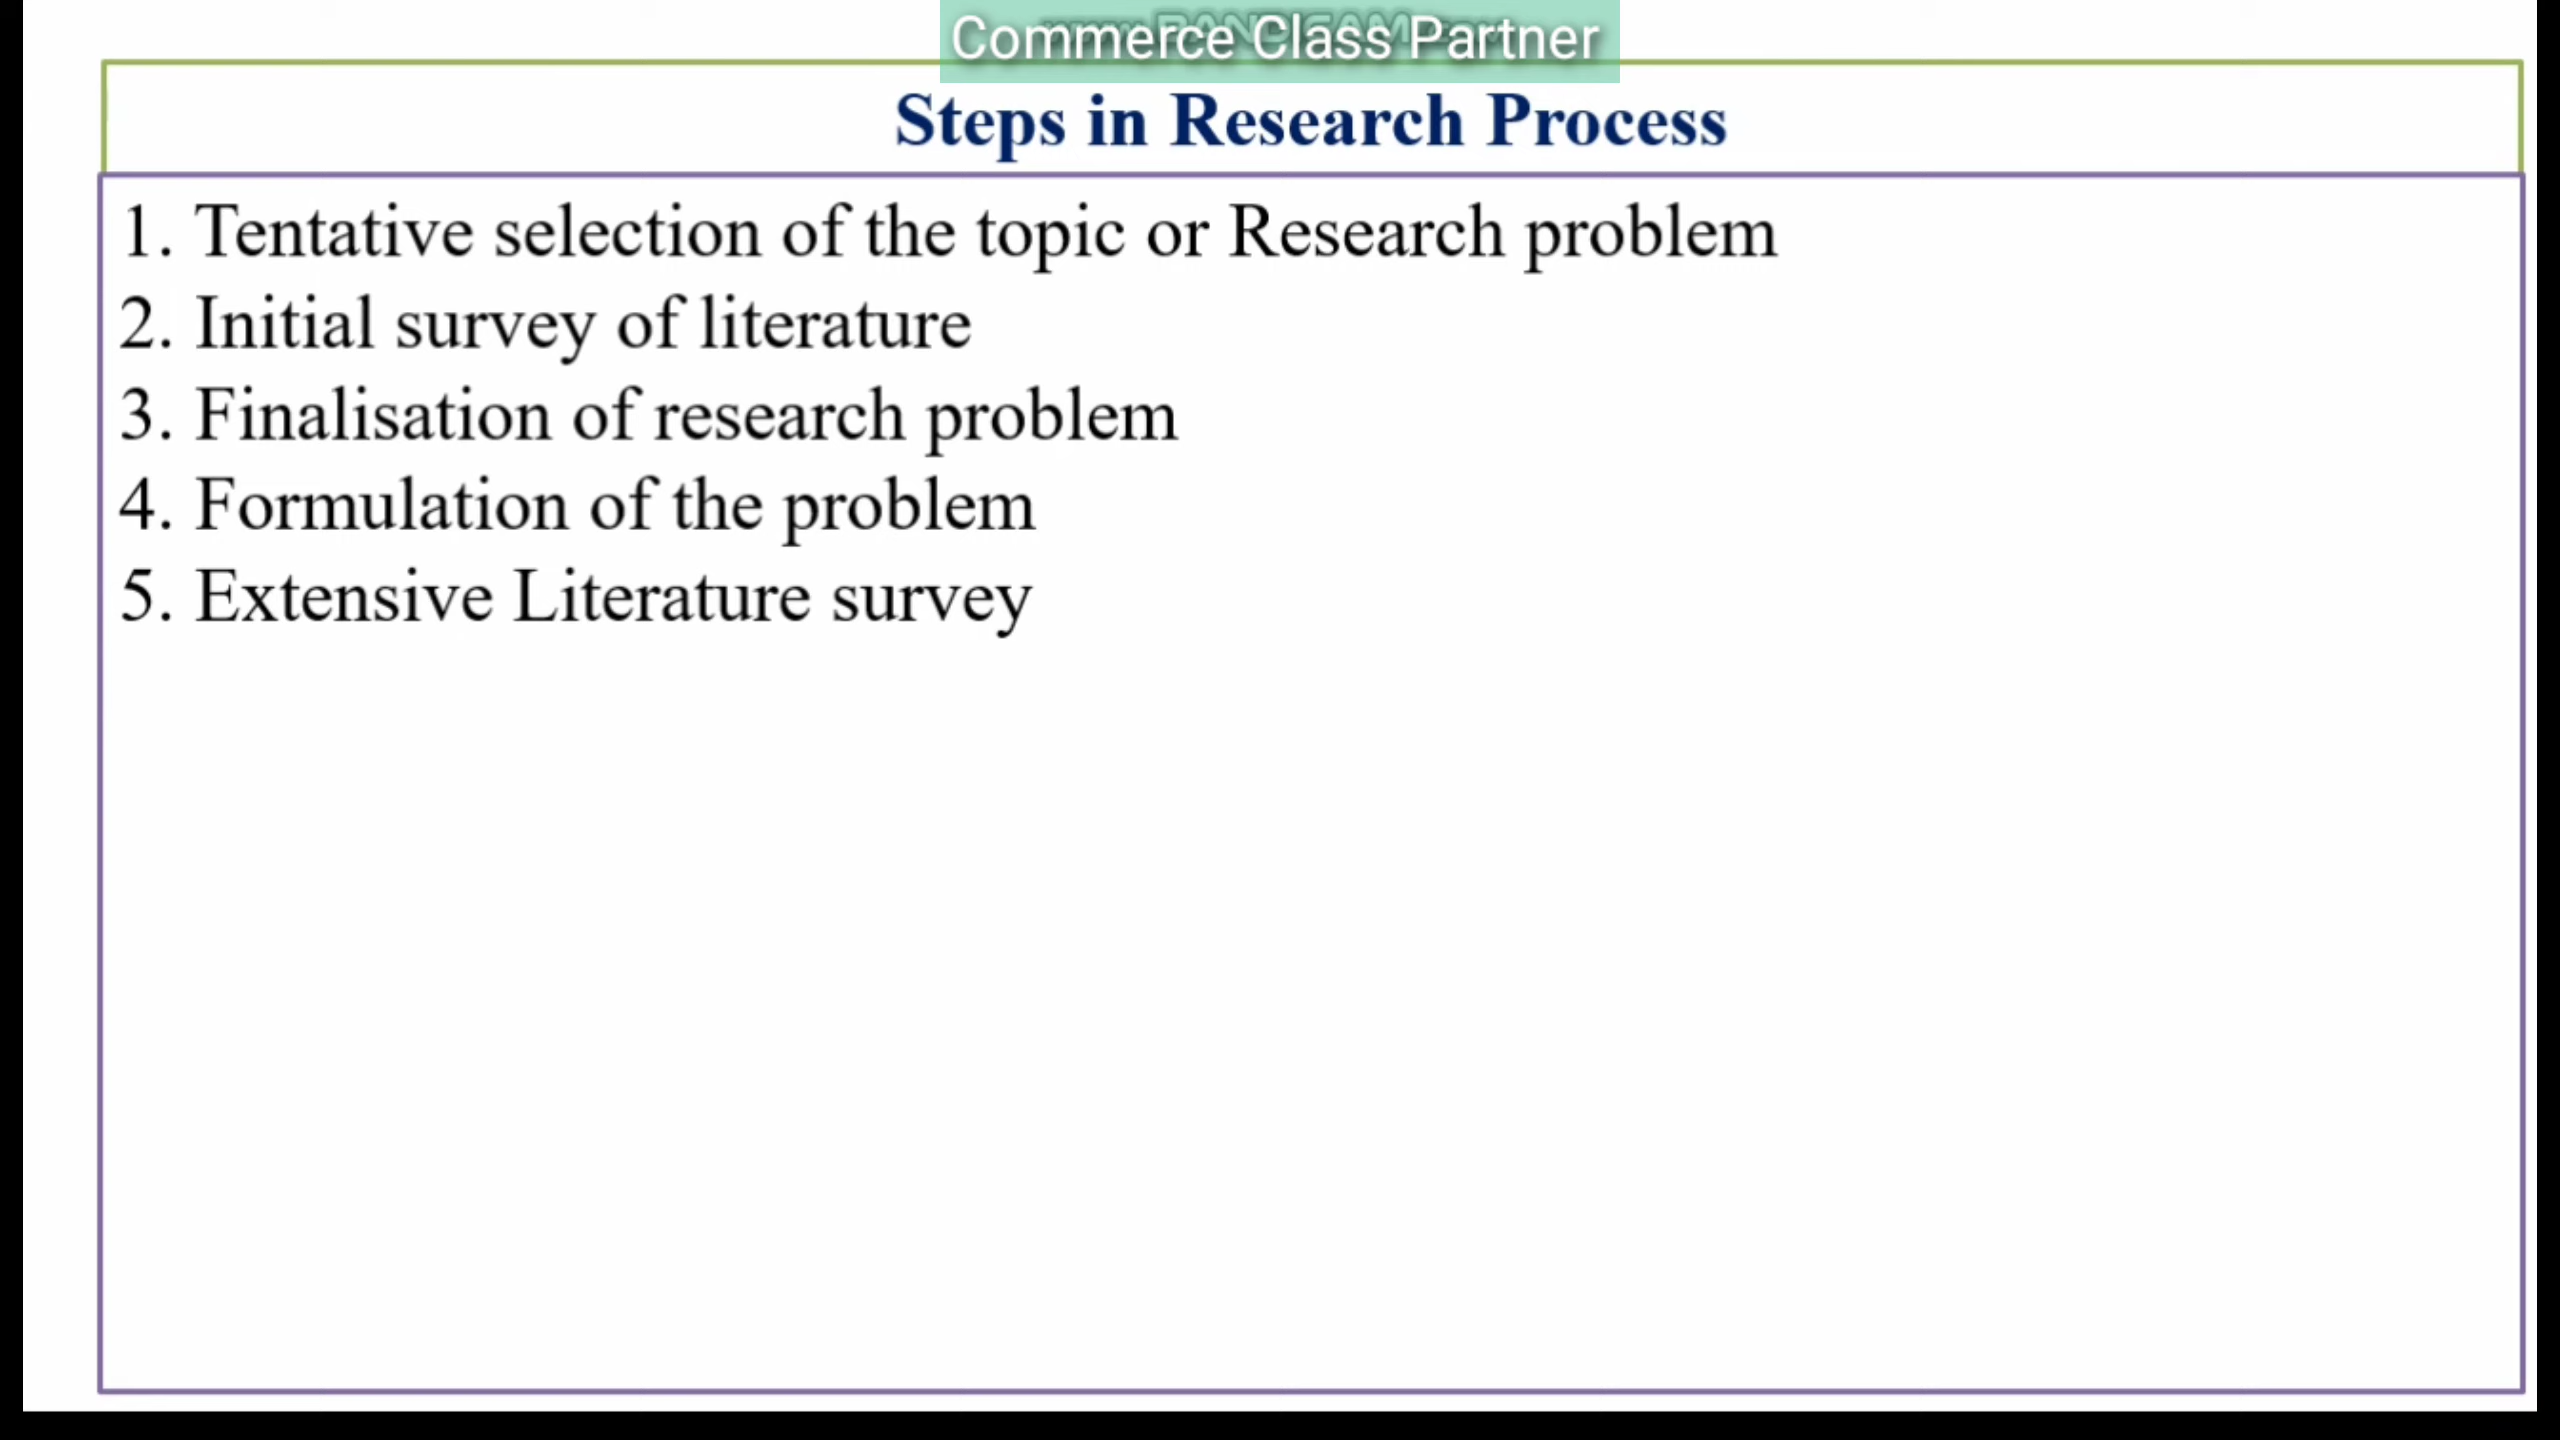 Commerce Class Partner
Steps in Research Process
1. Tentative selection of the topic or Research problem
2. Initial survey of literature
3. Finalisation of research problem
4. Formulation of the problem
5. Extensive Literature survey